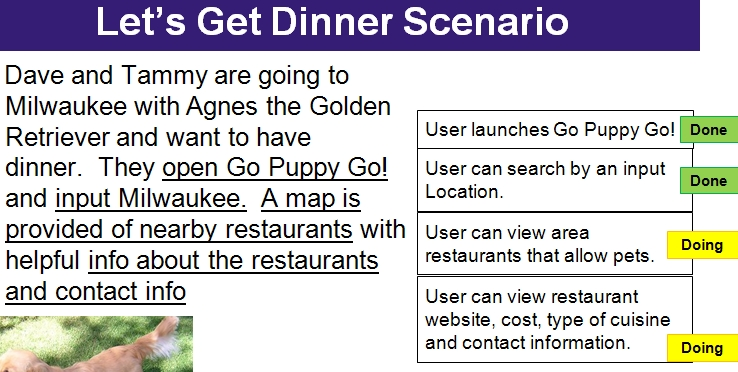 Let's Get Dinner Scenario
Dave and Tammy are going to
Milwaukee with Agnes the Golden
Retriever and want to have
dinner.  They open Go Puppy Go!
and input Milwaukee.  A map is
provided of nearby restaurants with
helpful info about the restaurants
and contact info
User launches Go Puppy Go!
Done
User can search by an input
Location.
Done
User can view area
restaurants that allow pets.
Doing
User can view restaurant
website, cost, type of cuisine
and contact information.
Doing